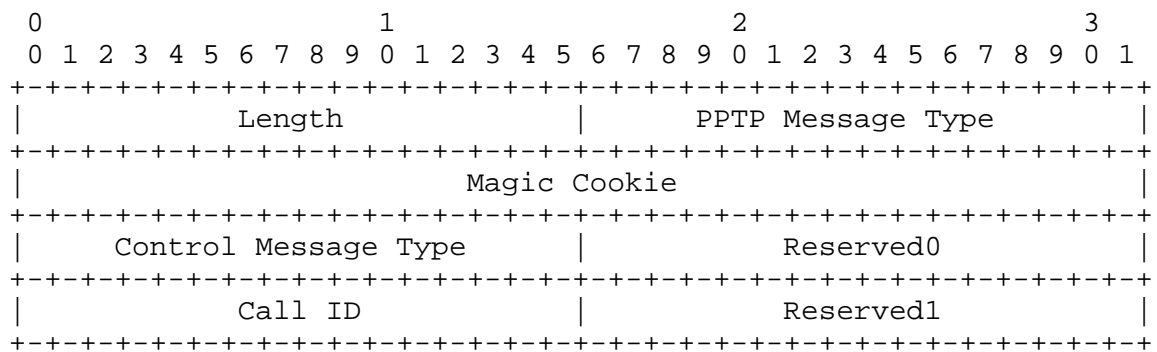 0                   1                   2                   3
 0 1 2 3 4 5 6 7 8 9 0 1 2 3 4 5 6 7 8 9 0 1 2 3 4 5 6 7 8 9 0 1
+-+-+-+-+-+-+-+-+-+-+-+-+-+-+-+-+-+-+-+-+-+-+-+-+-+-+-+-+-+-+-+-+
|            Length             |      PPTP Message Type        |
+-+-+-+-+-+-+-+-+-+-+-+-+-+-+-+-+-+-+-+-+-+-+-+-+-+-+-+-+-+-+-+-+
|                         Magic Cookie                          |
+-+-+-+-+-+-+-+-+-+-+-+-+-+-+-+-+-+-+-+-+-+-+-+-+-+-+-+-+-+-+-+-+
|     Control Message Type      |           Reserved0           |
+-+-+-+-+-+-+-+-+-+-+-+-+-+-+-+-+-+-+-+-+-+-+-+-+-+-+-+-+-+-+-+-+
|            Call ID            |           Reserved1           |
+-+-+-+-+-+-+-+-+-+-+-+-+-+-+-+-+-+-+-+-+-+-+-+-+-+-+-+-+-+-+-+-+